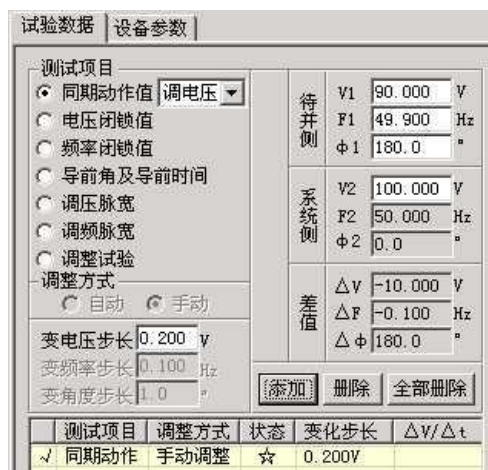 试验数据 设备参数
测试项目
同期动作值 调电压
电压闭锁值
频率闭锁值
导前角及导前时间
调压脉宽
调频脉宽
调整试验
调整方式
自动 手动
变电压步长 0.200 V
变频率步长 0.100 Hz
变角度步长 1.0 °
待并侧
V1 90.000 V
F1 49.900 Hz
φ1 180.0 °
系统侧
V2 100.000 V
F2 50.000 Hz
φ2 0.0 °
差值
△V -10.000 V
△F -0.100 Hz
△φ 180.0 °
添加 删除 全部删除
测试项目 调整方式 状态 变化步长 △V/△t
√ 同期动作 手动调整 ☆ 0.200V